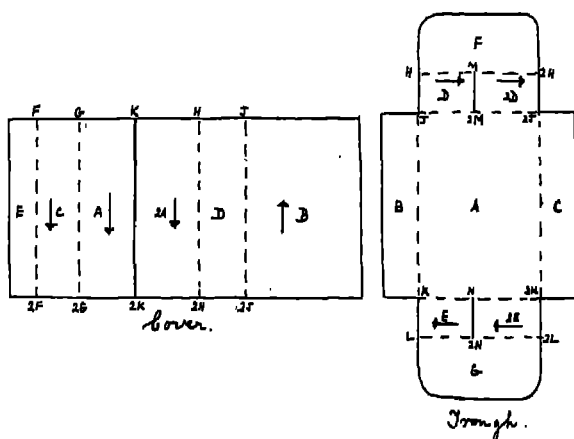 F G K H J
E C A 2A D B
2F 2G 2K 2H 2J
Cover.
F
H M 2H
D 2D
J 2M 2J
B A C
K N 2K
E 2E
L 2N 2L
G
Trough.